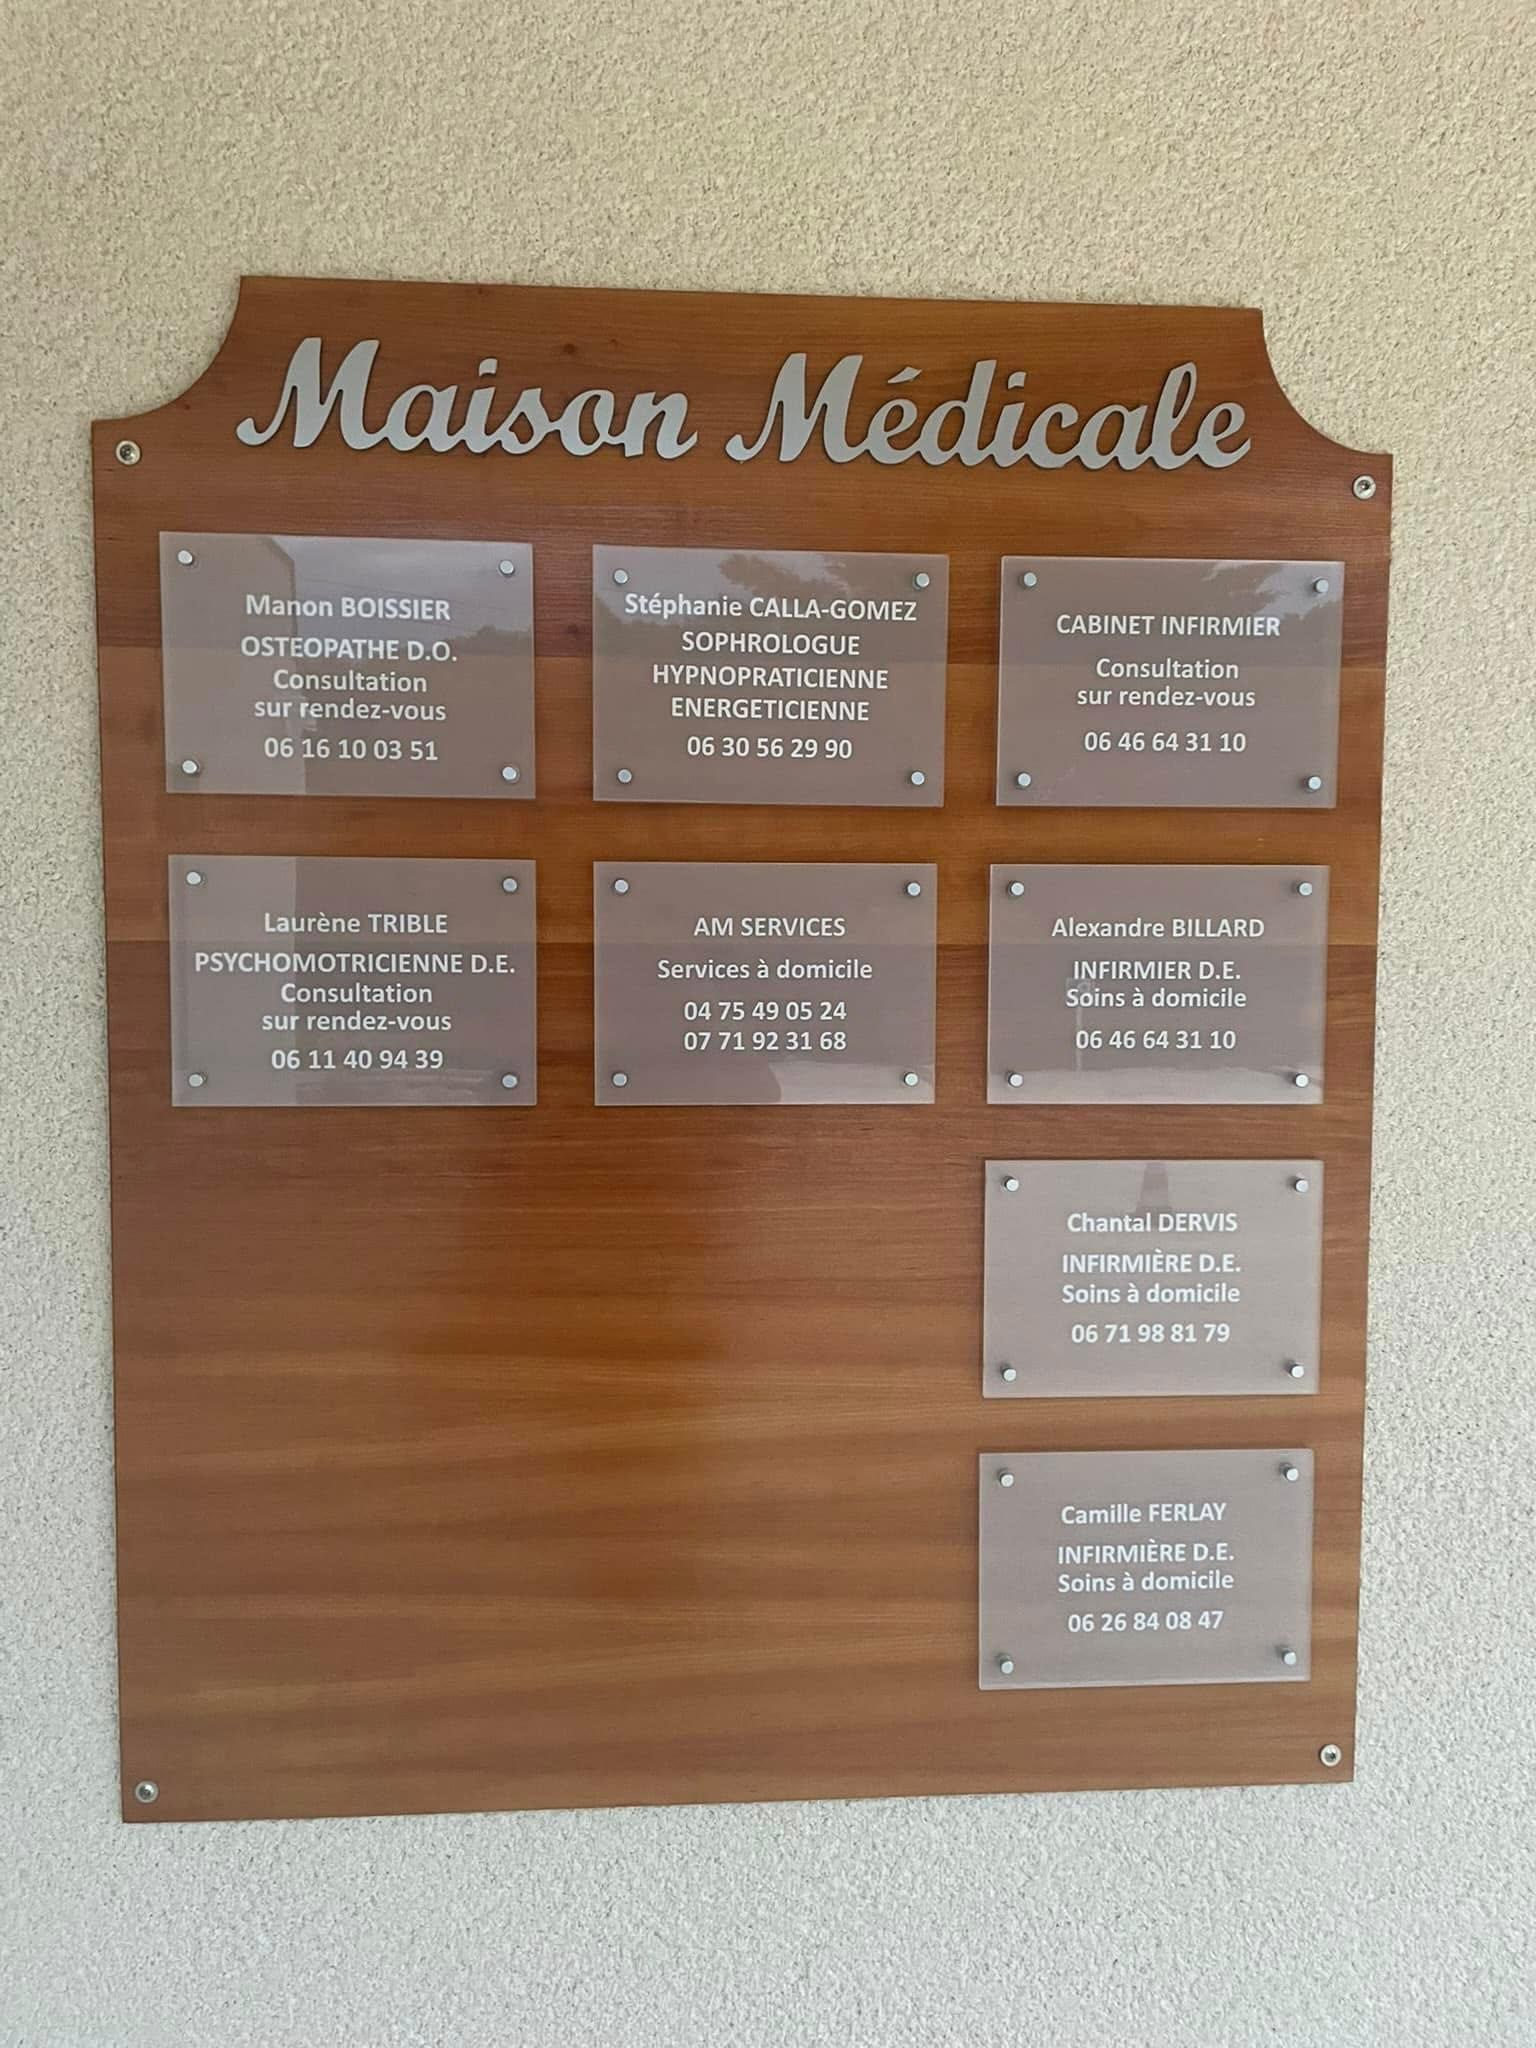 Maison Médicale
Manon BOISSIER
OSTEOPATHE D.O.
Consultation
sur rendez-vous
06 16 10 03 51
Stéphanie CALLA-GOMEZ
SOPHROLOGUE
HYPNOPRATICIENNE
ENERGETICIENNE
06 30 56 29 90
CABINET INFIRMIER
Consultation
sur rendez-vous
06 46 64 31 10
Laurène TRIBLE
PSYCHOMOTRICIENNE D.E.
Consultation
sur rendez-vous
06 11 40 94 39
AM SERVICES
Services à domicile
04 75 49 05 24
07 71 92 31 68
Alexandre BILLARD
INFIRMIER D.E.
Soins à domicile
06 46 64 31 10
Chantal DERVIS
INFIRMIÈRE D.E.
Soins à domicile
06 71 98 81 79
Camille FERLAY
INFIRMIÈRE D.E.
Soins à domicile
06 26 84 08 47